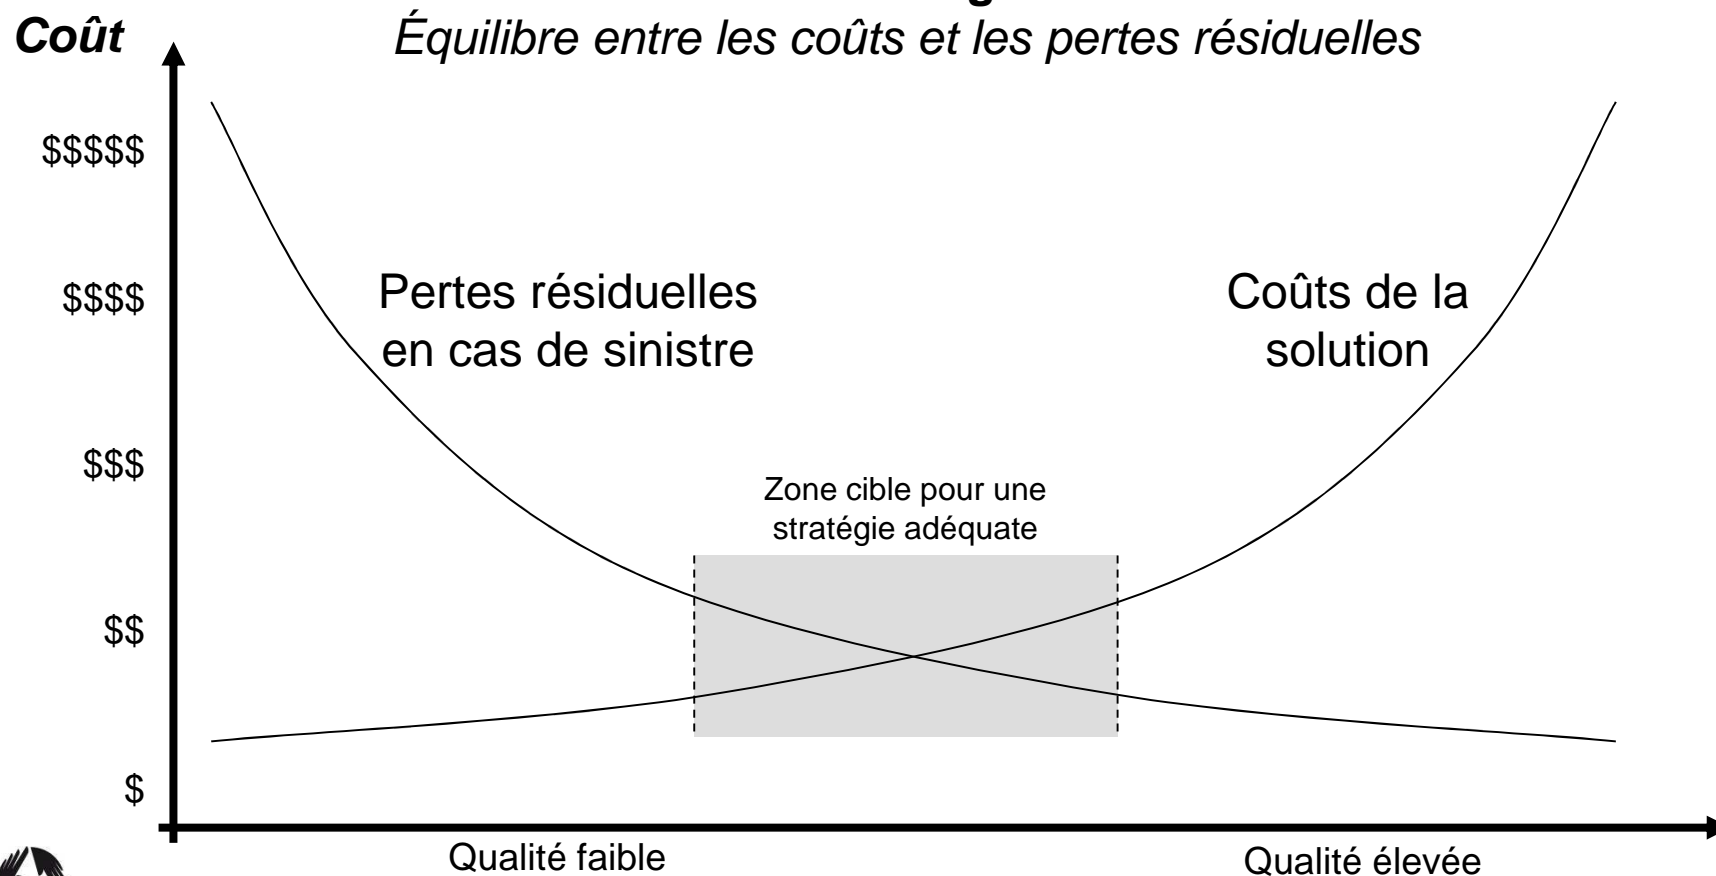 Coût
Équilibre entre les coûts et les pertes résiduelles
$$$$$
$$$$
Pertes résiduelles
en cas de sinistre
Coûts de la
solution
$$$
Zone cible pour une
stratégie adéquate
$$
$
Qualité faible
Qualité élevée